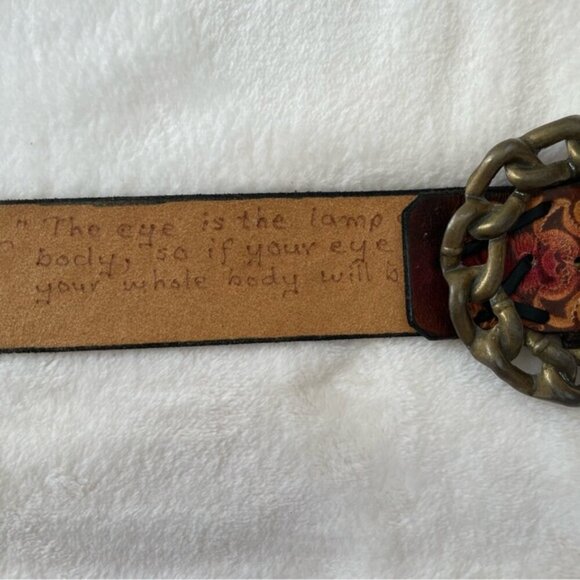 " The eye is the lamp
body, so if your eye
your whole body will b